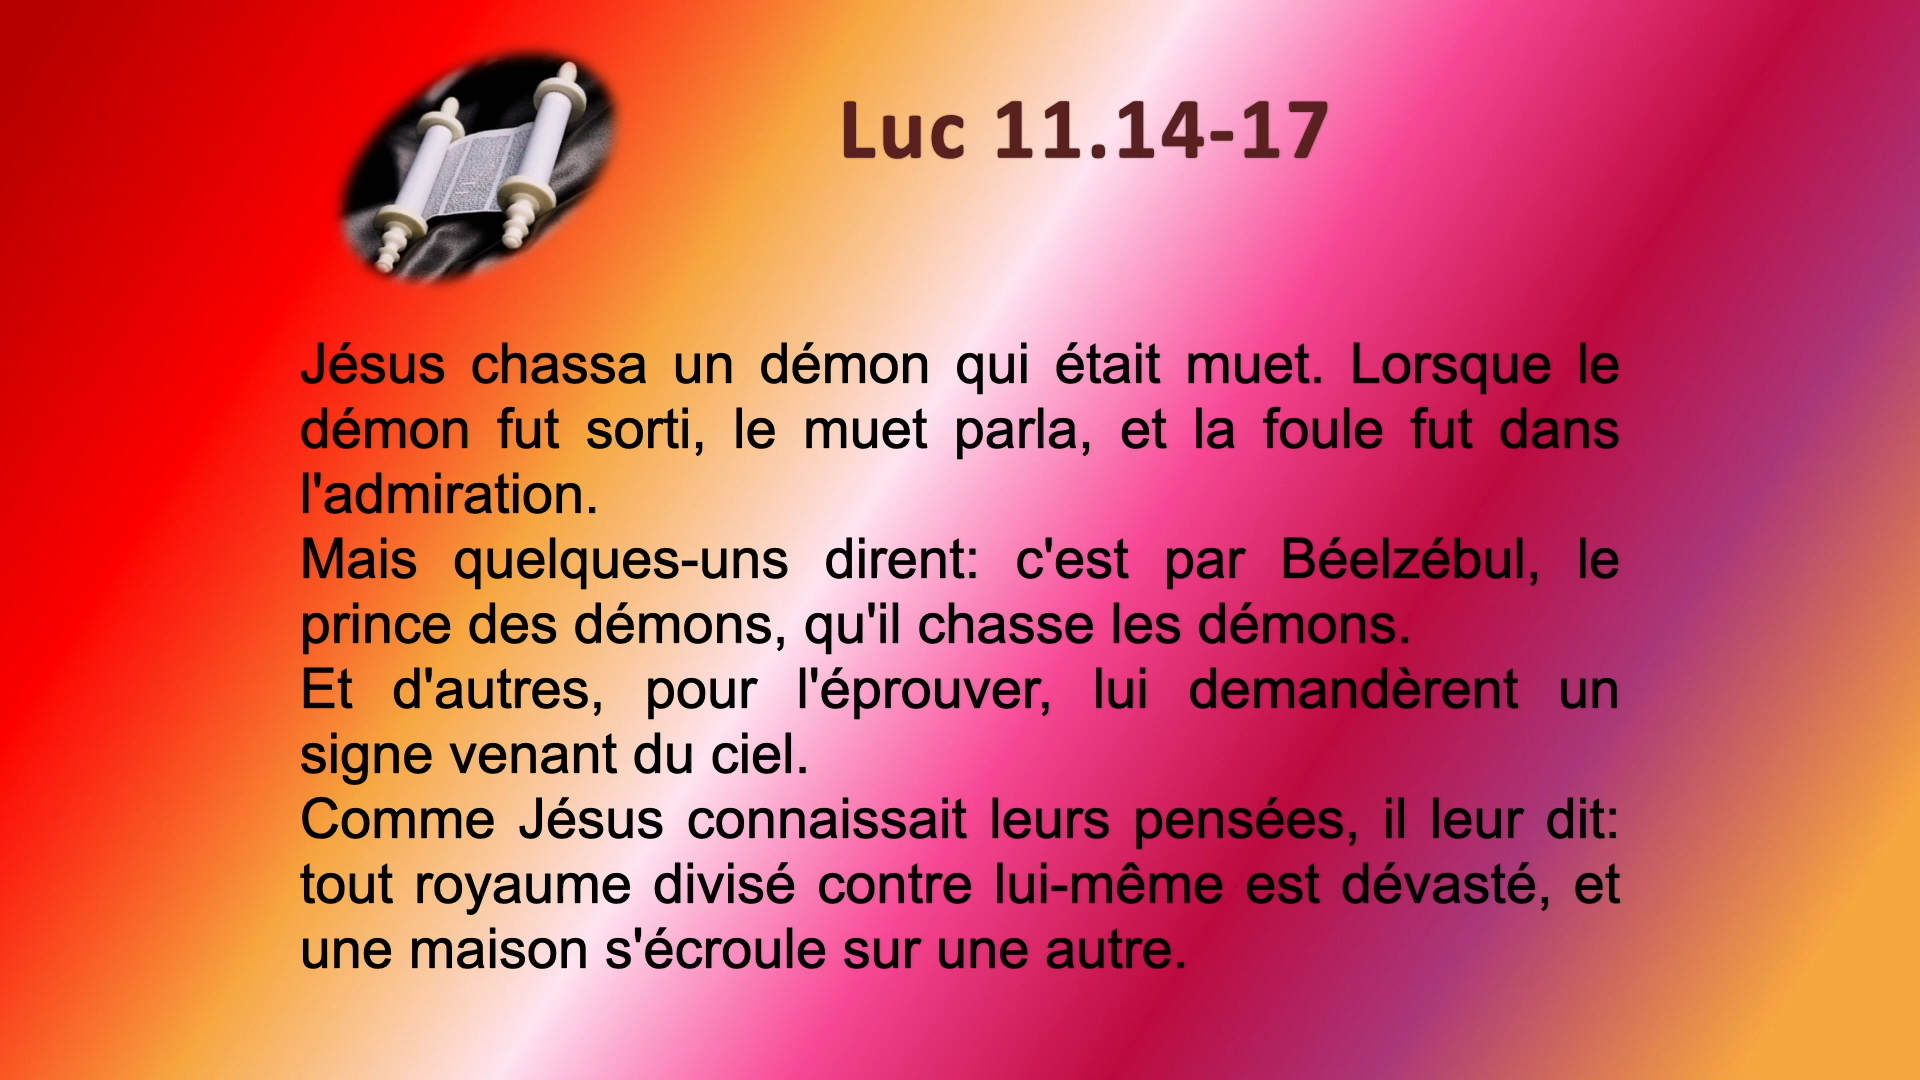 Luc 11.14-17
Jésus chassa un démon qui était muet. Lorsque le
démon fut sorti, le muet parla, et la foule fut dans
l'admiration.
Mais quelques-uns dirent: c'est par Béelzébul, le
prince des démons, qu'il chasse les démons.
Et d'autres, pour l'éprouver, lui demandèrent un
signe venant du ciel.
Comme Jésus connaissait leurs pensées, il leur dit:
tout royaume divisé contre lui-même est dévasté, et
une maison s'écroule sur une autre.